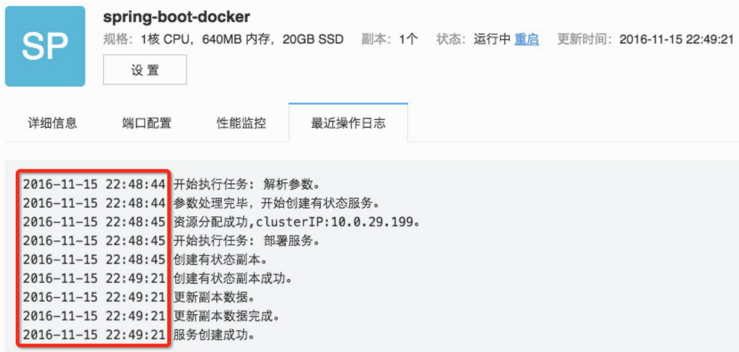 SP
spring-boot-docker
规格：1核 CPU，640MB 内存，20GB SSD 副本：1个 状态：运行中 重启 更新时间：2016-11-15 22:49:21
设 置
详细信息 端口配置 性能监控 最近操作日志
2016-11-15 22:48:44 开始执行任务: 解析参数。
2016-11-15 22:48:44 参数处理完毕，开始创建有状态服务。
2016-11-15 22:48:45 资源分配成功,clusterIP:10.0.29.199。
2016-11-15 22:48:45 开始执行任务: 部署服务。
2016-11-15 22:48:45 创建有状态副本。
2016-11-15 22:49:21 创建有状态副本成功。
2016-11-15 22:49:21 更新副本数据。
2016-11-15 22:49:21 更新副本数据完成。
2016-11-15 22:49:21 服务创建成功。